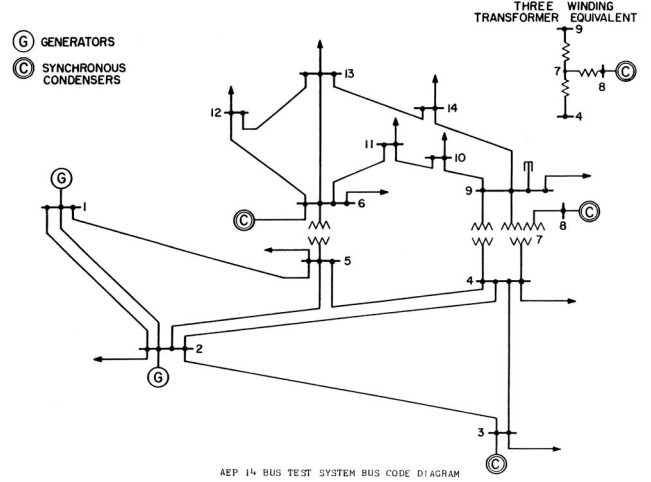 THREE WINDING
TRANSFORMER EQUIVALENT
G GENERATORS
C SYNCHRONOUS
CONDENSERS
9
7
C
8
4
13
14
12
11
10
9
6
C
G
1
8
C
7
5
4
2
G
3
C
AEP 14 BUS TEST SYSTEM BUS CODE DIAGRAM